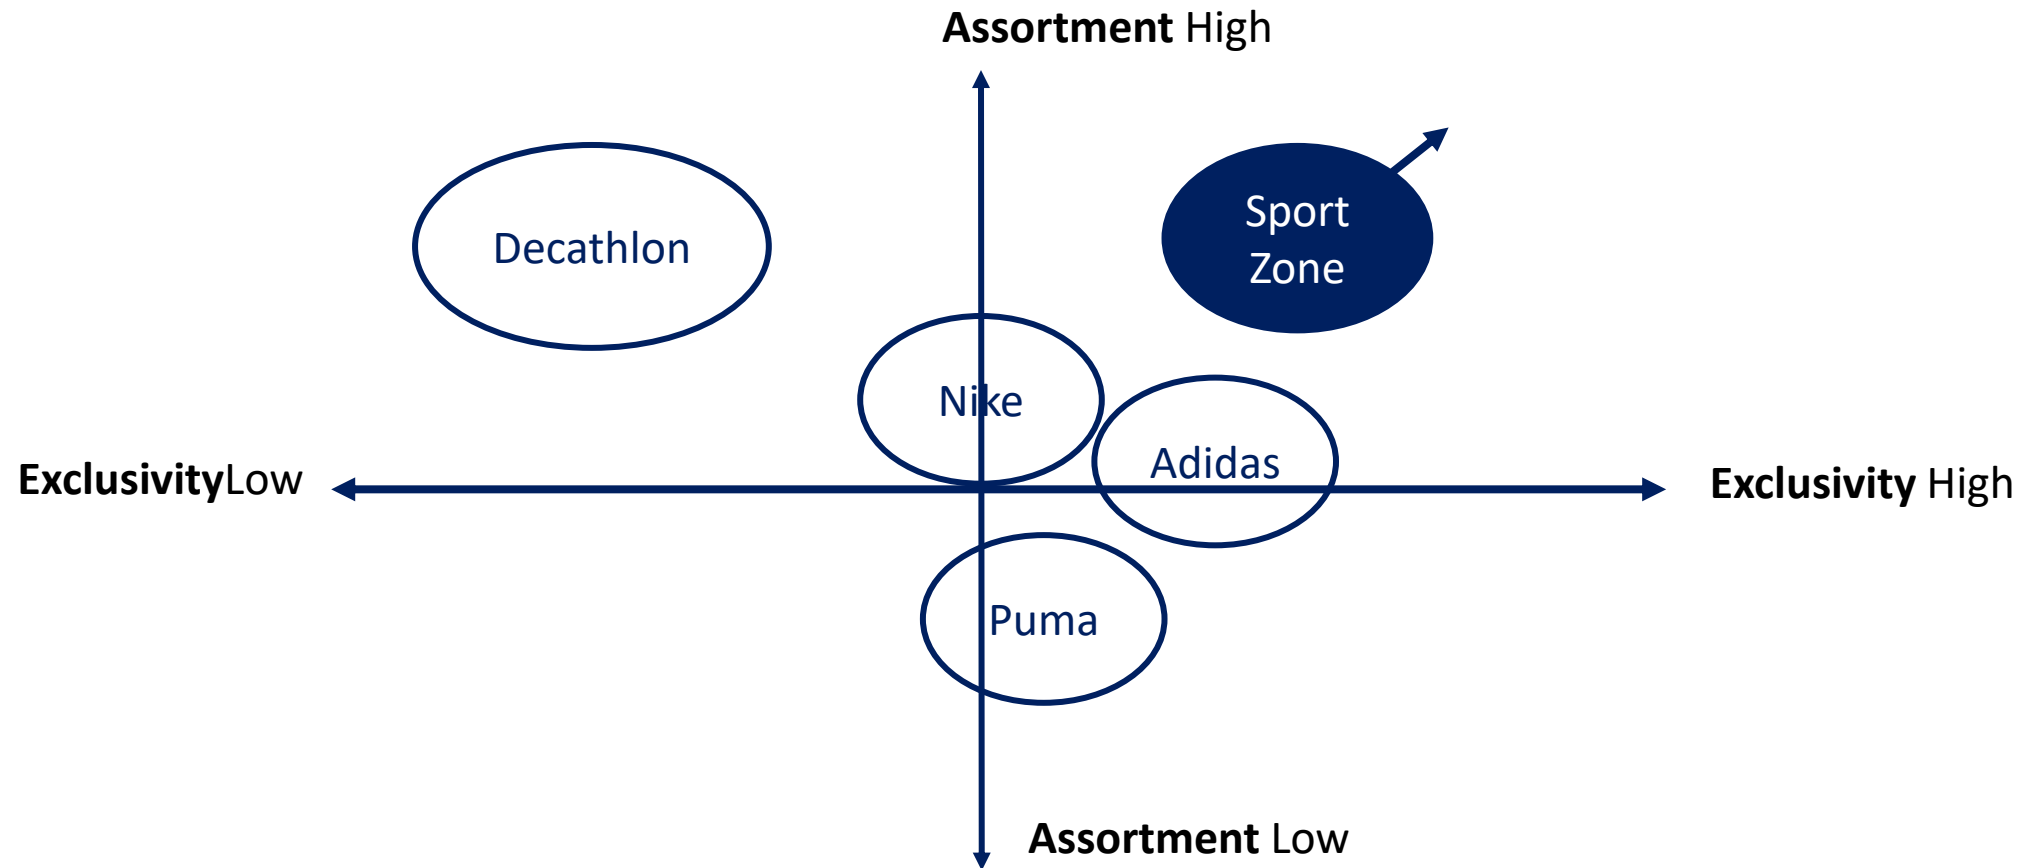 Assortment High
Sport
Zone
Decathlon
Nike
Adidas
ExclusivityLow
Exclusivity High
Puma
Assortment Low